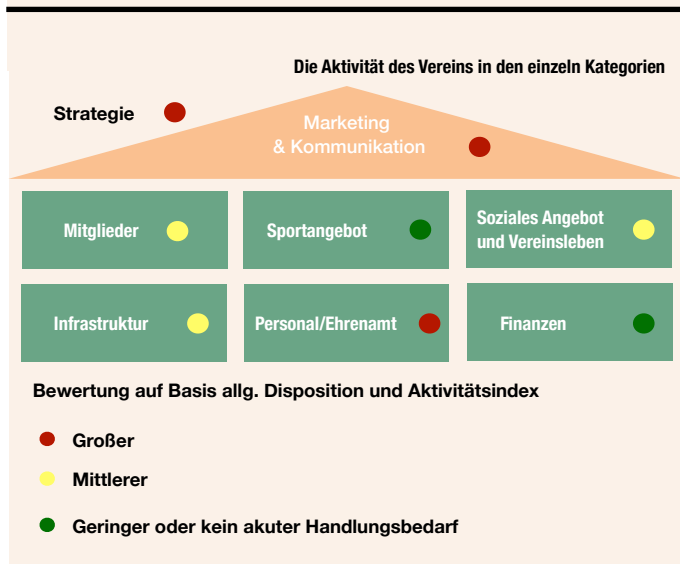 Die Aktivität des Vereins in den einzeln Kategorien
Strategie
Marketing
& Kommunikation
Mitglieder
Sportangebot
Soziales Angebot
und Vereinsleben
Infrastruktur
Personal/Ehrenamt
Finanzen
Bewertung auf Basis allg. Disposition und Aktivitätsindex
Großer
Mittlerer
Geringer oder kein akuter Handlungsbedarf